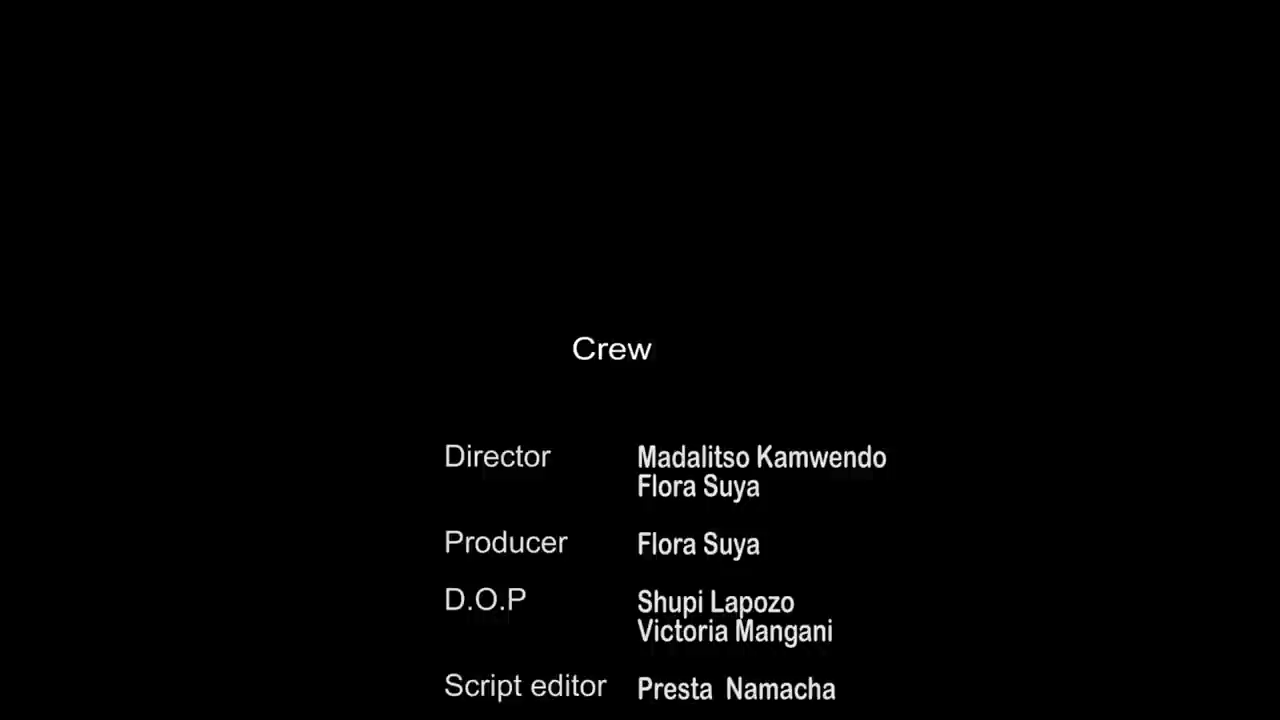 Crew
Director Madalitso Kamwendo
Flora Suya
Producer Flora Suya
D.O.P Shupi Lapozo
Victoria Mangani
Script editor Presta  Namacha